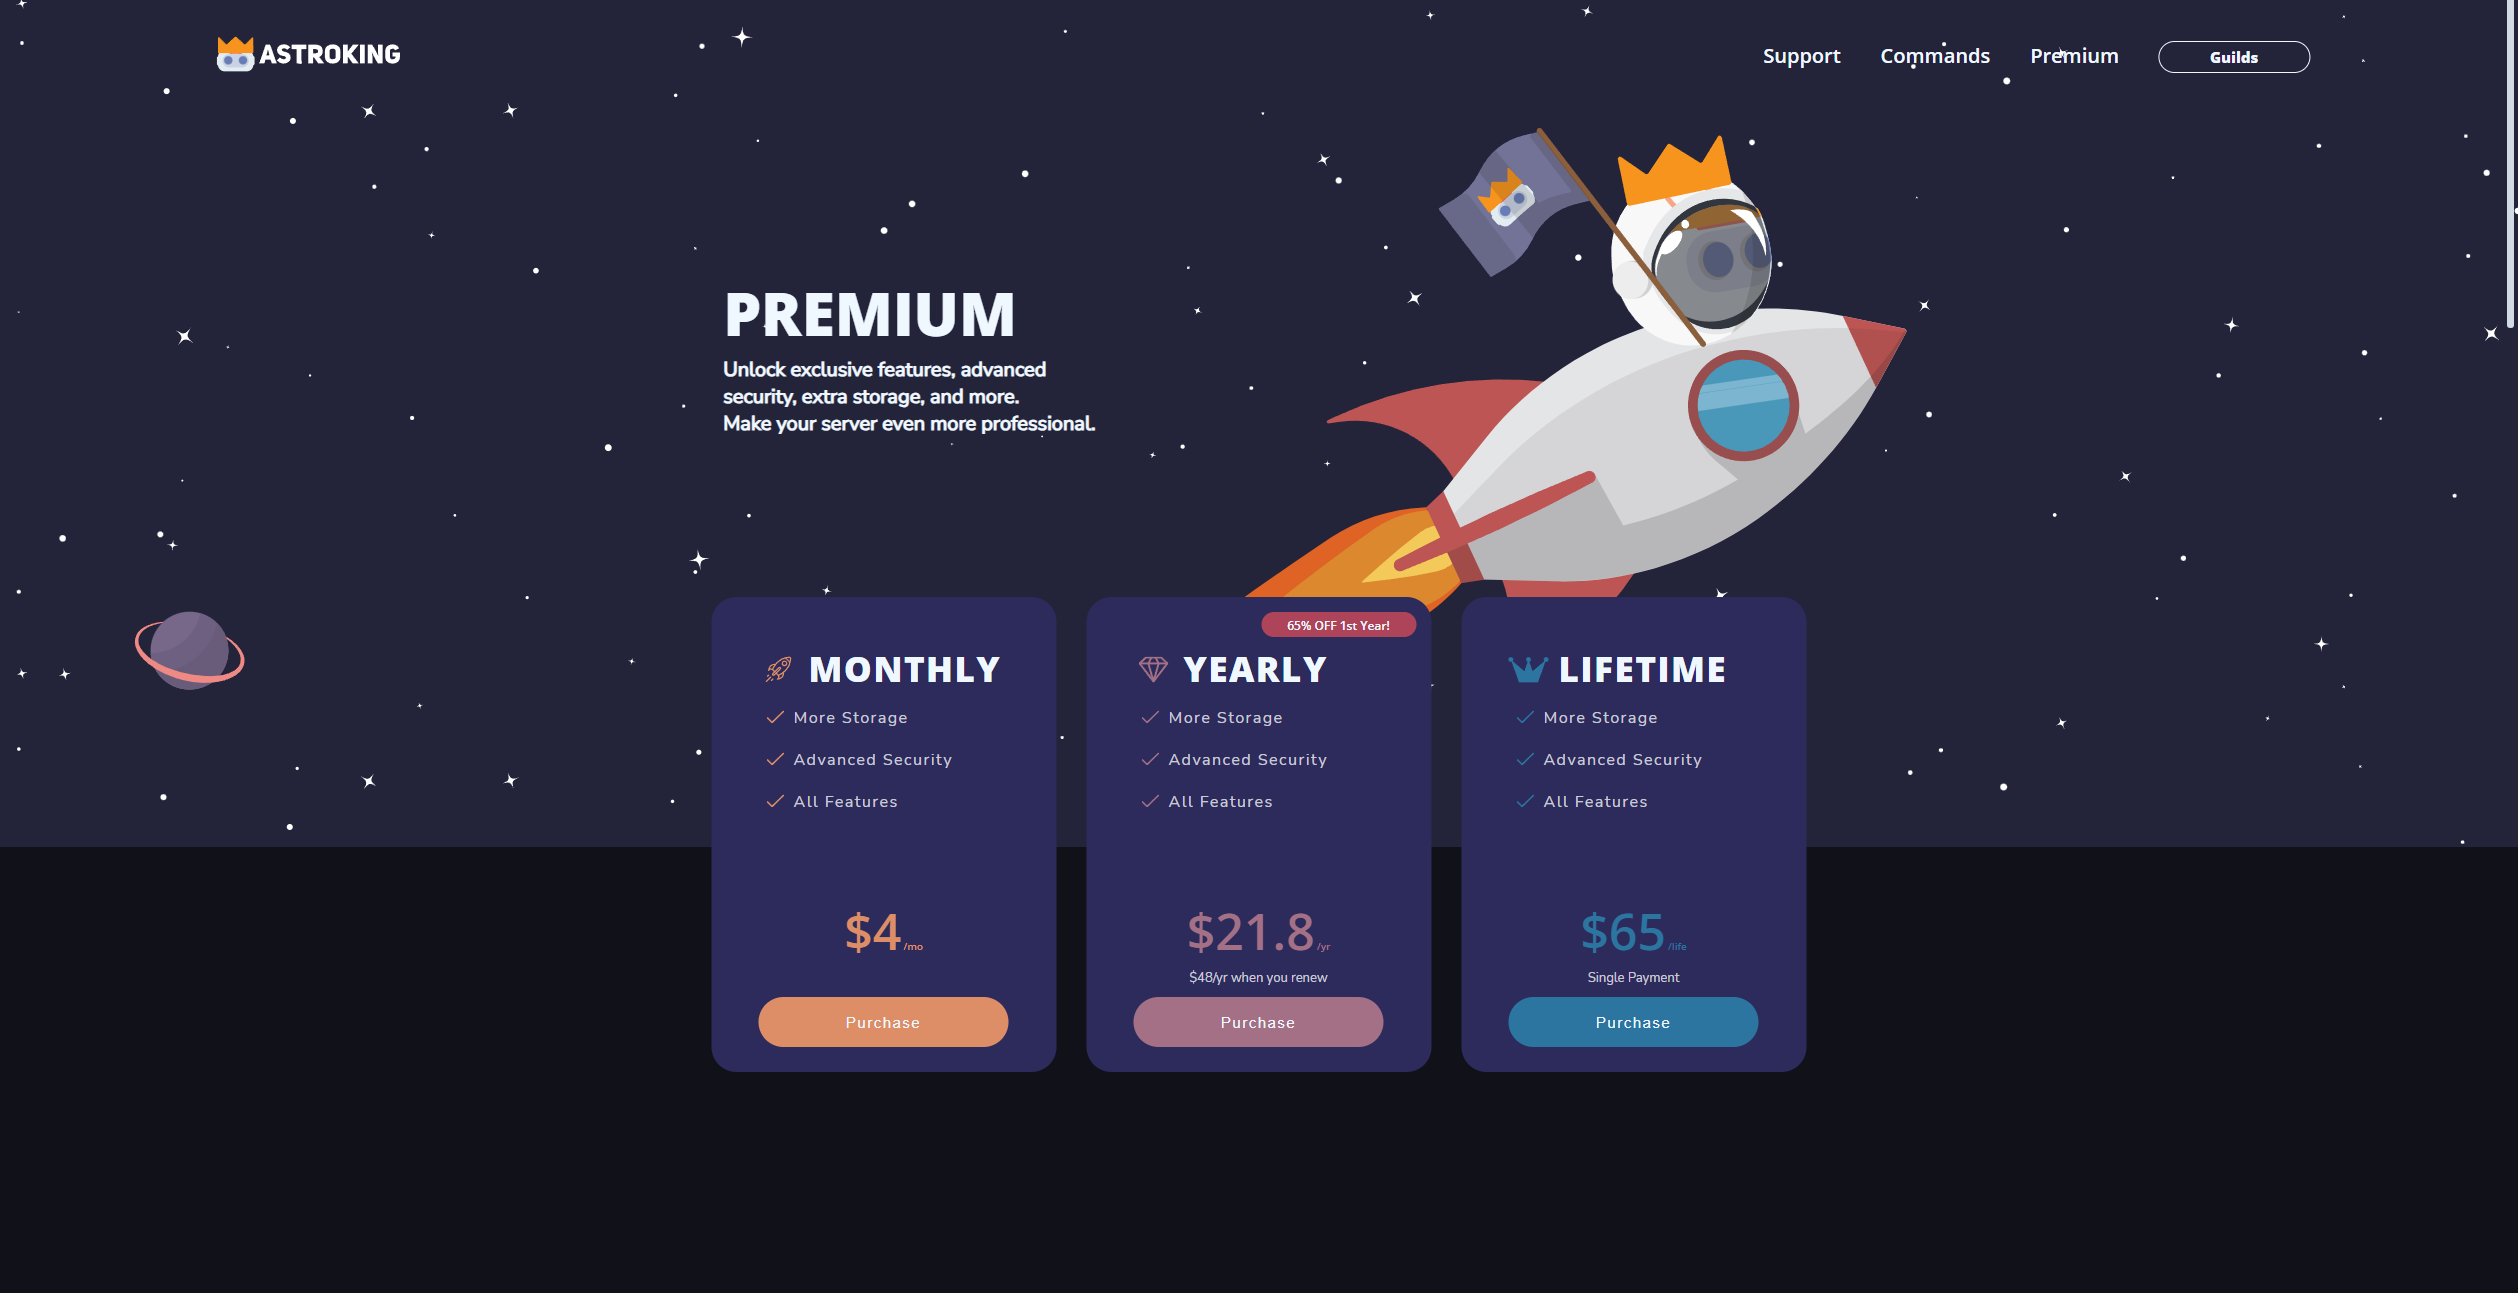 ASTROKING
Support
Commands
Premium
Guilds
PREMIUM
Unlock exclusive features, advanced
security, extra storage, and more.
Make your server even more professional.
MONTHLY
More Storage
Advanced Security
All Features
$4 /mo
Purchase
65% OFF 1st Year!
YEARLY
More Storage
Advanced Security
All Features
$21.8 /yr
$48/yr when you renew
Purchase
LIFETIME
More Storage
Advanced Security
All Features
$65 /life
Single Payment
Purchase